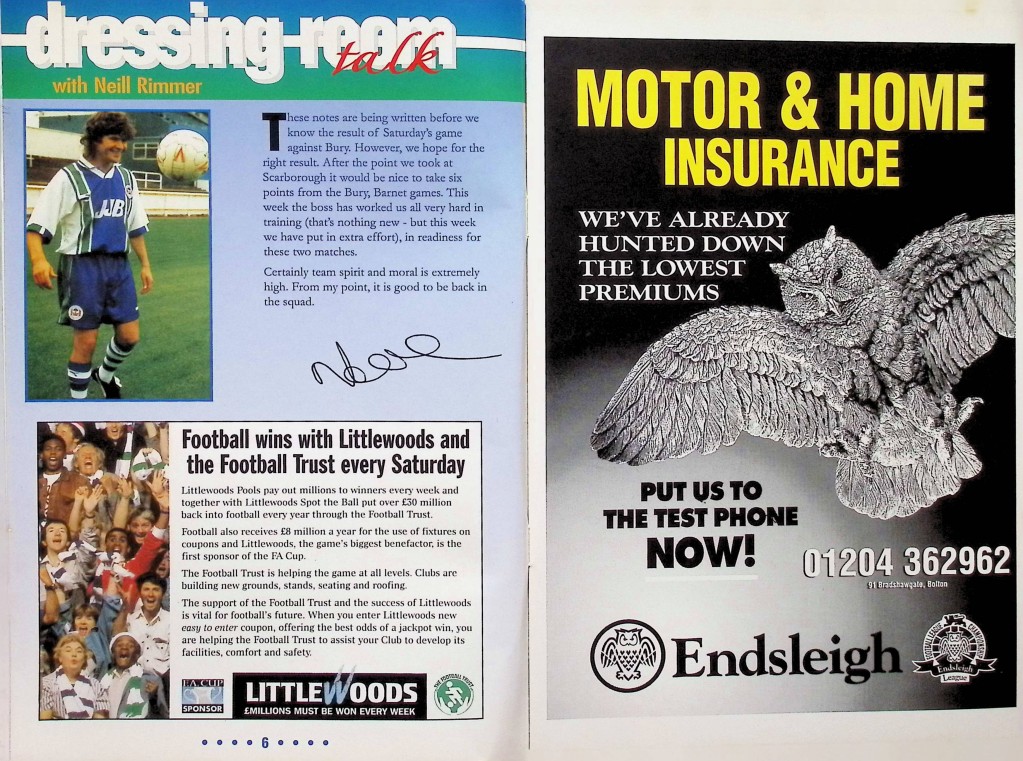 dressing room
talk
with Neill Rimmer
JJB
These notes are being written before we
know the result of Saturday's game
against Bury. However, we hope for the
right result. After the point we took at
Scarborough it would be nice to take six
points from the Bury, Barnet games. This
week the boss has worked us all very hard in
training (that's nothing new - but this week
we have put in extra effort), in readiness for
these two matches.
Certainly team spirit and moral is extremely
high. From my point, it is good to be back in
the squad.
Football wins with Littlewoods and
the Football Trust every Saturday
Littlewoods Pools pay out millions to winners every week and
together with Littlewoods Spot the Ball put over £30 million
back into football every year through the Football Trust.
Football also receives £8 million a year for the use of fixtures on
coupons and Littlewoods, the game's biggest benefactor, is the
first sponsor of the FA Cup.
The Football Trust is helping the game at all levels. Clubs are
building new grounds, stands, seating and roofing.
The support of the Football Trust and the success of Littlewoods
is vital for football's future. When you enter Littlewoods new
easy to enter coupon, offering the best odds of a jackpot win, you
are helping the Football Trust to assist your Club to develop its
facilities, comfort and safety.
FA CUP
SPONSOR
LITTLEWOODS
£MILLIONS MUST BE WON EVERY WEEK
THE FOOTBALL TRUST
6
MOTOR & HOME
INSURANCE
WE'VE ALREADY
HUNTED DOWN
THE LOWEST
PREMIUMS
PUT US TO
THE TEST PHONE
NOW!
01204 362962
91 Bradshawgate, Bolton
Endsleigh
Endsleigh
League